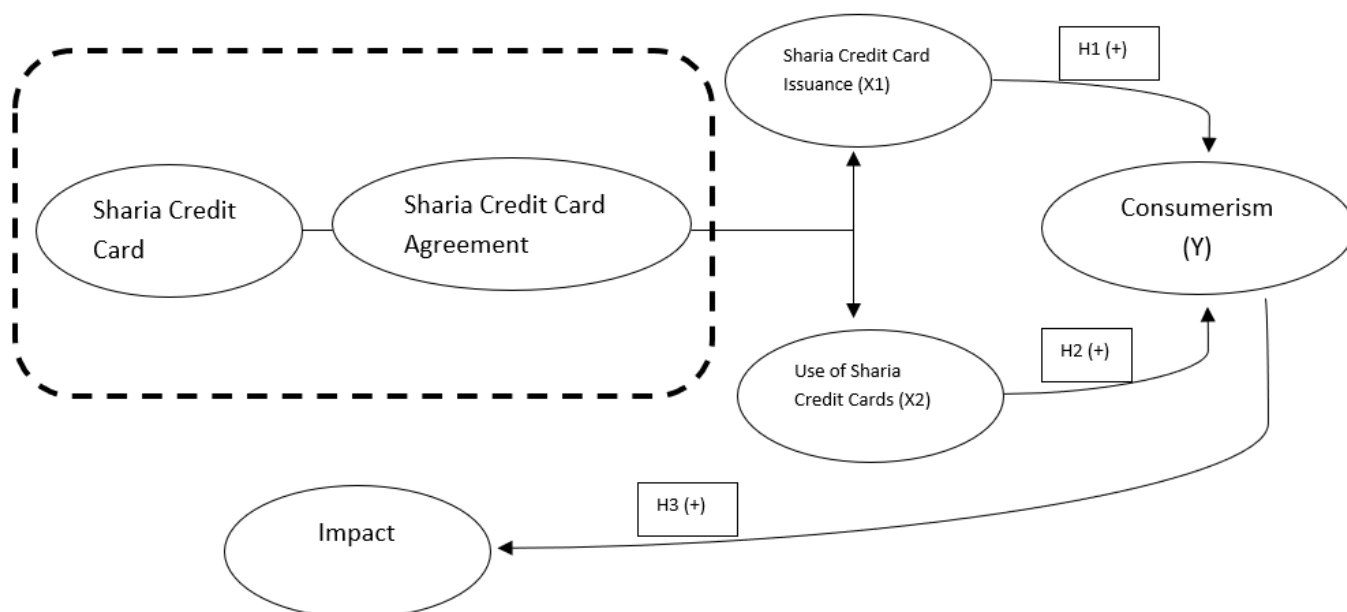 Sharia Credit Card
Issuance (X1)
H1 (+)
Sharia Credit
Card
Sharia Credit Card
Agreement
Consumerism
(Y)
Use of Sharia
Credit Cards (X2)
H2 (+)
H3 (+)
Impact